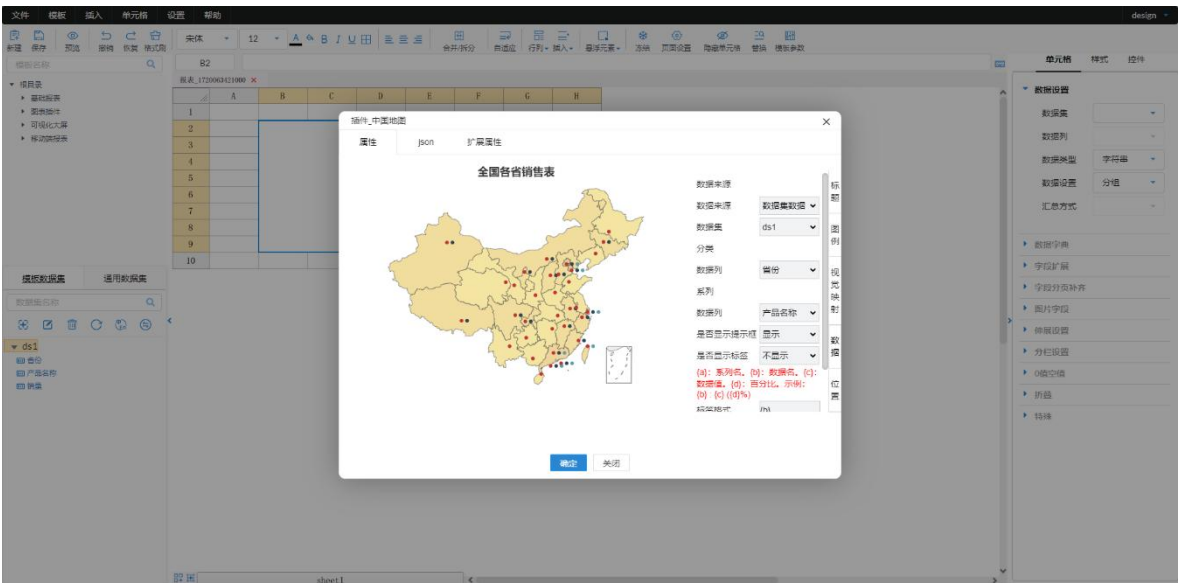 文件 模板 插入 单元格 设置 帮助 design
新建 保存 预览 撤销 恢复 格式刷 宋体 12 A B I U 合并/拆分 自适应 行列 插入 悬浮元素 冻结 页面设置 隐藏单元格 替换 模板参数
模板名称
B2
单元格 样式 控件
根目录
基础报表
图表插件
可视化大屏
移动端报表
报表_1720063421000 ×
A B C D E F G H
1
2
3
4
5
6
7
8
9
10
插件_中国地图 ×
属性 json 扩展属性
全国各省销售表
数据来源
数据来源 数据集数据
数据集 ds1
分类
数据列 省份
系列
数据列 产品名称
是否显示提示框 显示
是否显示标签 不显示
{a}：系列名。{b}：数据名。{c}：
数据值。{d}：百分比。示例：
{b}：{c} ({d}%)
标签格式 {b}
标题
图例
视觉映射
数据
位置
确定 关闭
模板数据集 通用数据集
数据集名称
ds1
省份
产品名称
销量
数据设置
数据集
数据列
数据类型 字符串
数据设置 分组
汇总方式
数据字典
字段扩展
字段分页补齐
图片字段
伸展设置
分栏设置
0值空值
折叠
特殊
sheet1